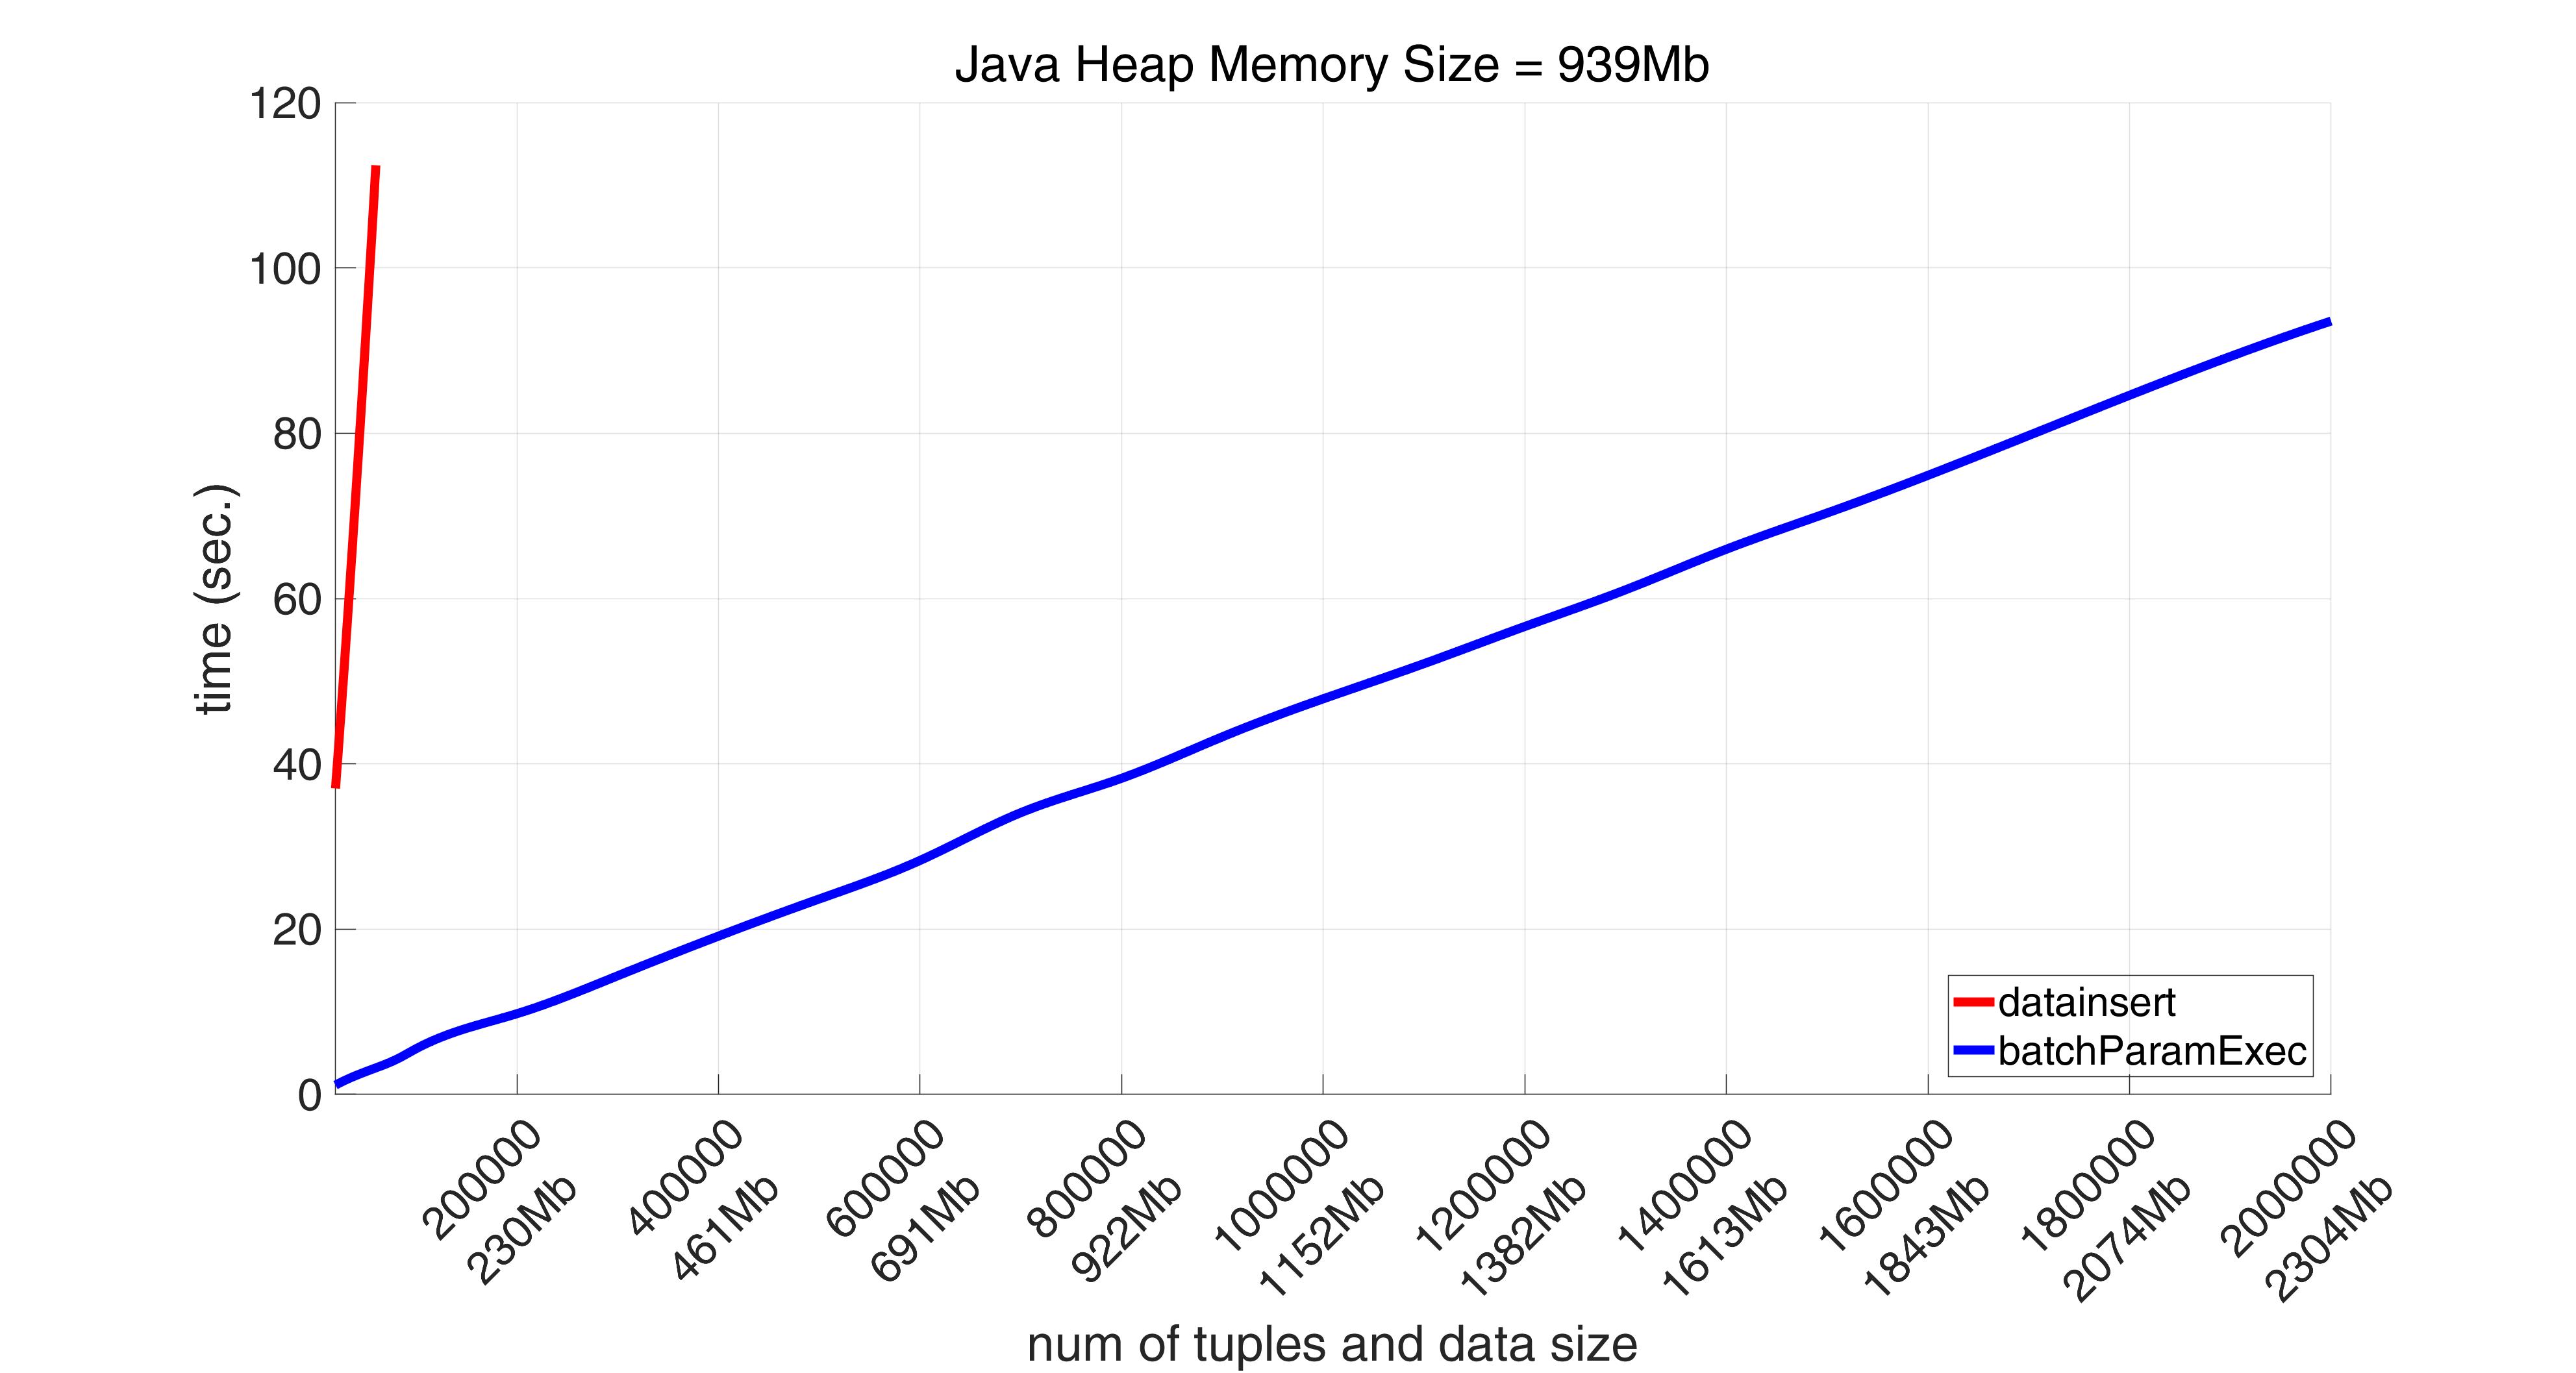 Java Heap Memory Size = 939Mb
120
100
80
60
40
20
0
time (sec.)
datainsert
batchParamExec
200000
230Mb
400000
461Mb
600000
691Mb
800000
922Mb
1000000
1152Mb
1200000
1382Mb
1400000
1613Mb
1600000
1843Mb
1800000
2074Mb
2000000
2304Mb
num of tuples and data size